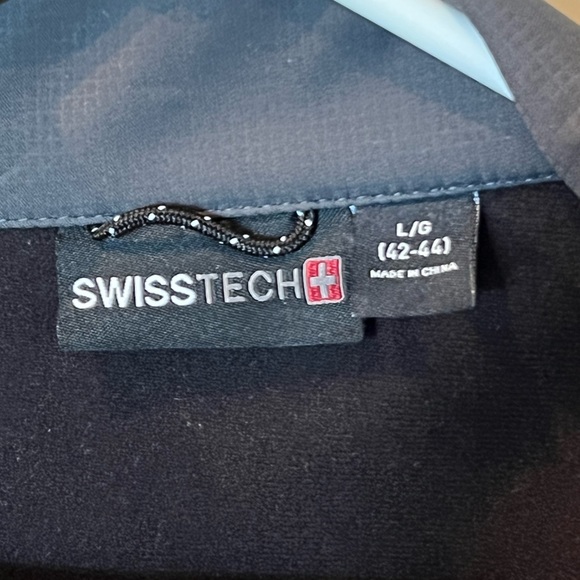 SWISSTECH
L/G
(42-44)
MADE IN CHINA